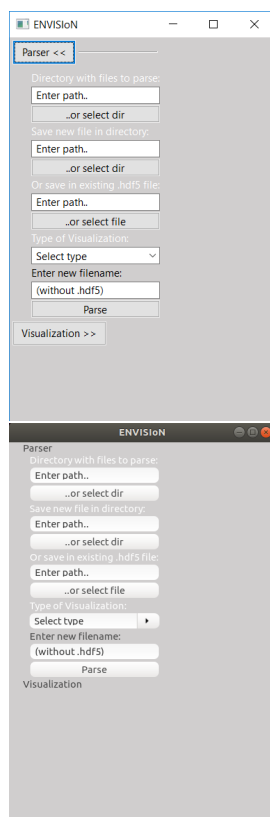 ENVISIoN
Parser <<
Directory with files to parse:
Enter path..
..or select dir
Save new file in directory:
Enter path..
..or select dir
Or save in existing .hdf5 file:
Enter path..
..or select file
Type of Visualization:
Select type
Enter new filename:
(without .hdf5)
Parse
Visualization >>
ENVISIoN
Parser
Directory with files to parse:
Enter path..
..or select dir
Save new file in directory:
Enter path..
..or select dir
Or save in existing .hdf5 file:
Enter path..
..or select file
Type of Visualization:
Select type
Enter new filename:
(without .hdf5)
Parse
Visualization